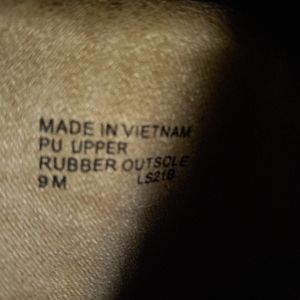 MADE IN VIETNAM
PU UPPER
RUBBER OUTSOLE
9 M LS21B